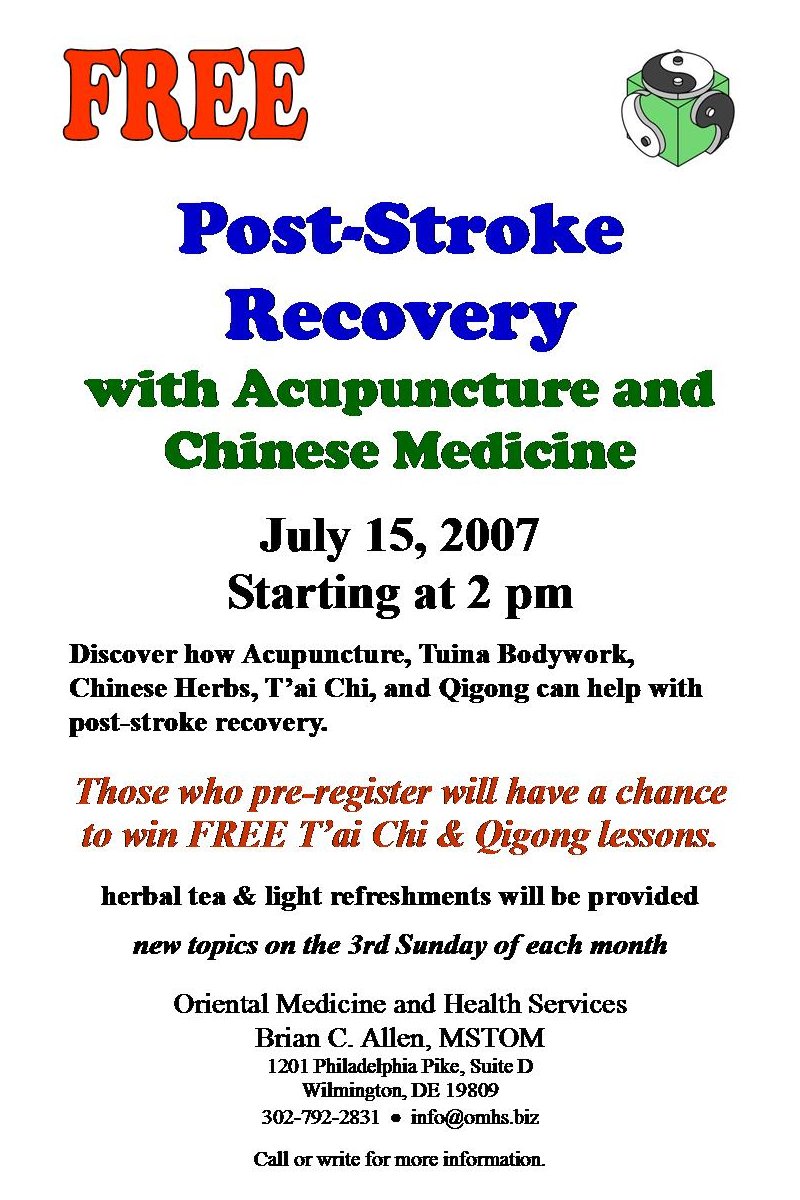 FREE
Post-Stroke
Recovery
with Acupuncture and
Chinese Medicine
July 15, 2007
Starting at 2 pm
Discover how Acupuncture, Tuina Bodywork,
Chinese Herbs, T’ai Chi, and Qigong can help with
post-stroke recovery.
Those who pre-register will have a chance
to win FREE T’ai Chi & Qigong lessons.
herbal tea & light refreshments will be provided
new topics on the 3rd Sunday of each month
Oriental Medicine and Health Services
Brian C. Allen, MSTOM
1201 Philadelphia Pike, Suite D
Wilmington, DE 19809
302-792-2831 • info@omhs.biz
Call or write for more information.